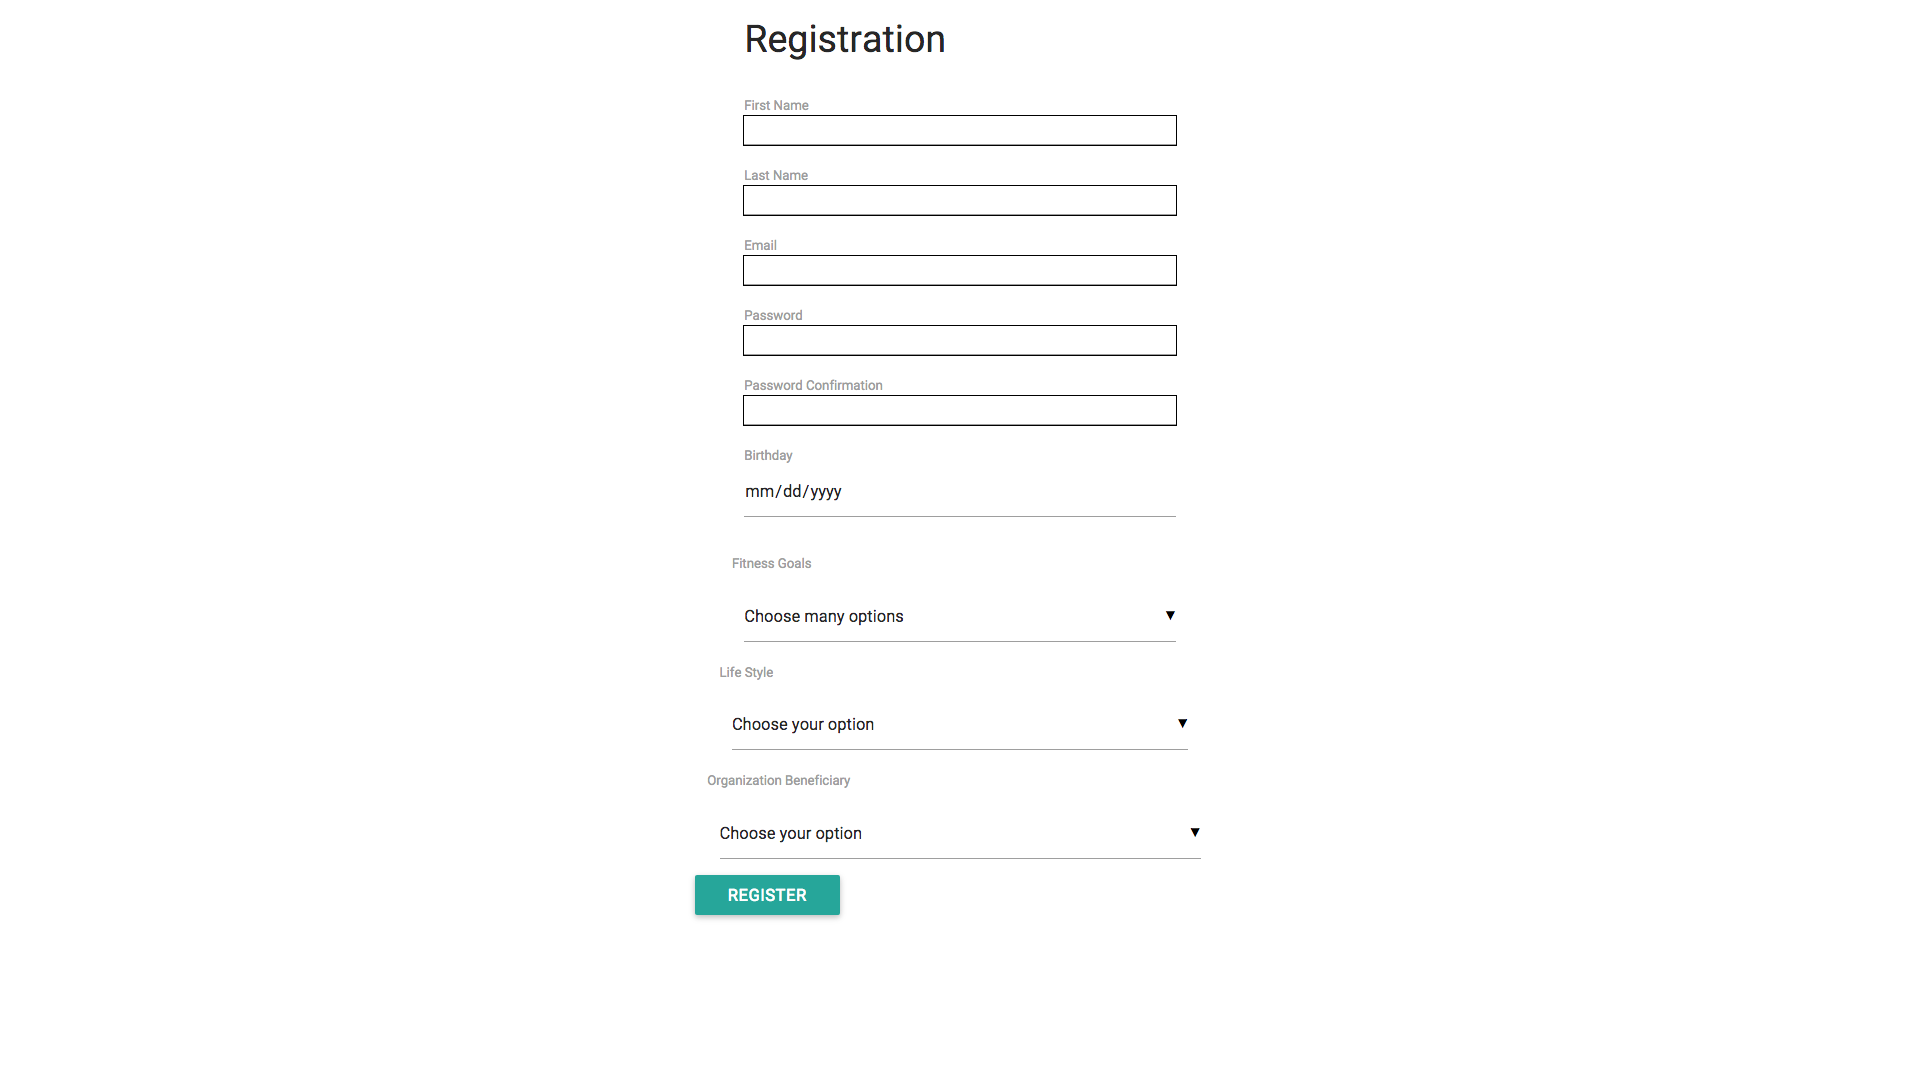 Registration
First Name
Last Name
Email
Password
Password Confirmation
Birthday
mm/dd/yyyy
Fitness Goals
Choose many options
Life Style
Choose your option
Organization Beneficiary
Choose your option
REGISTER